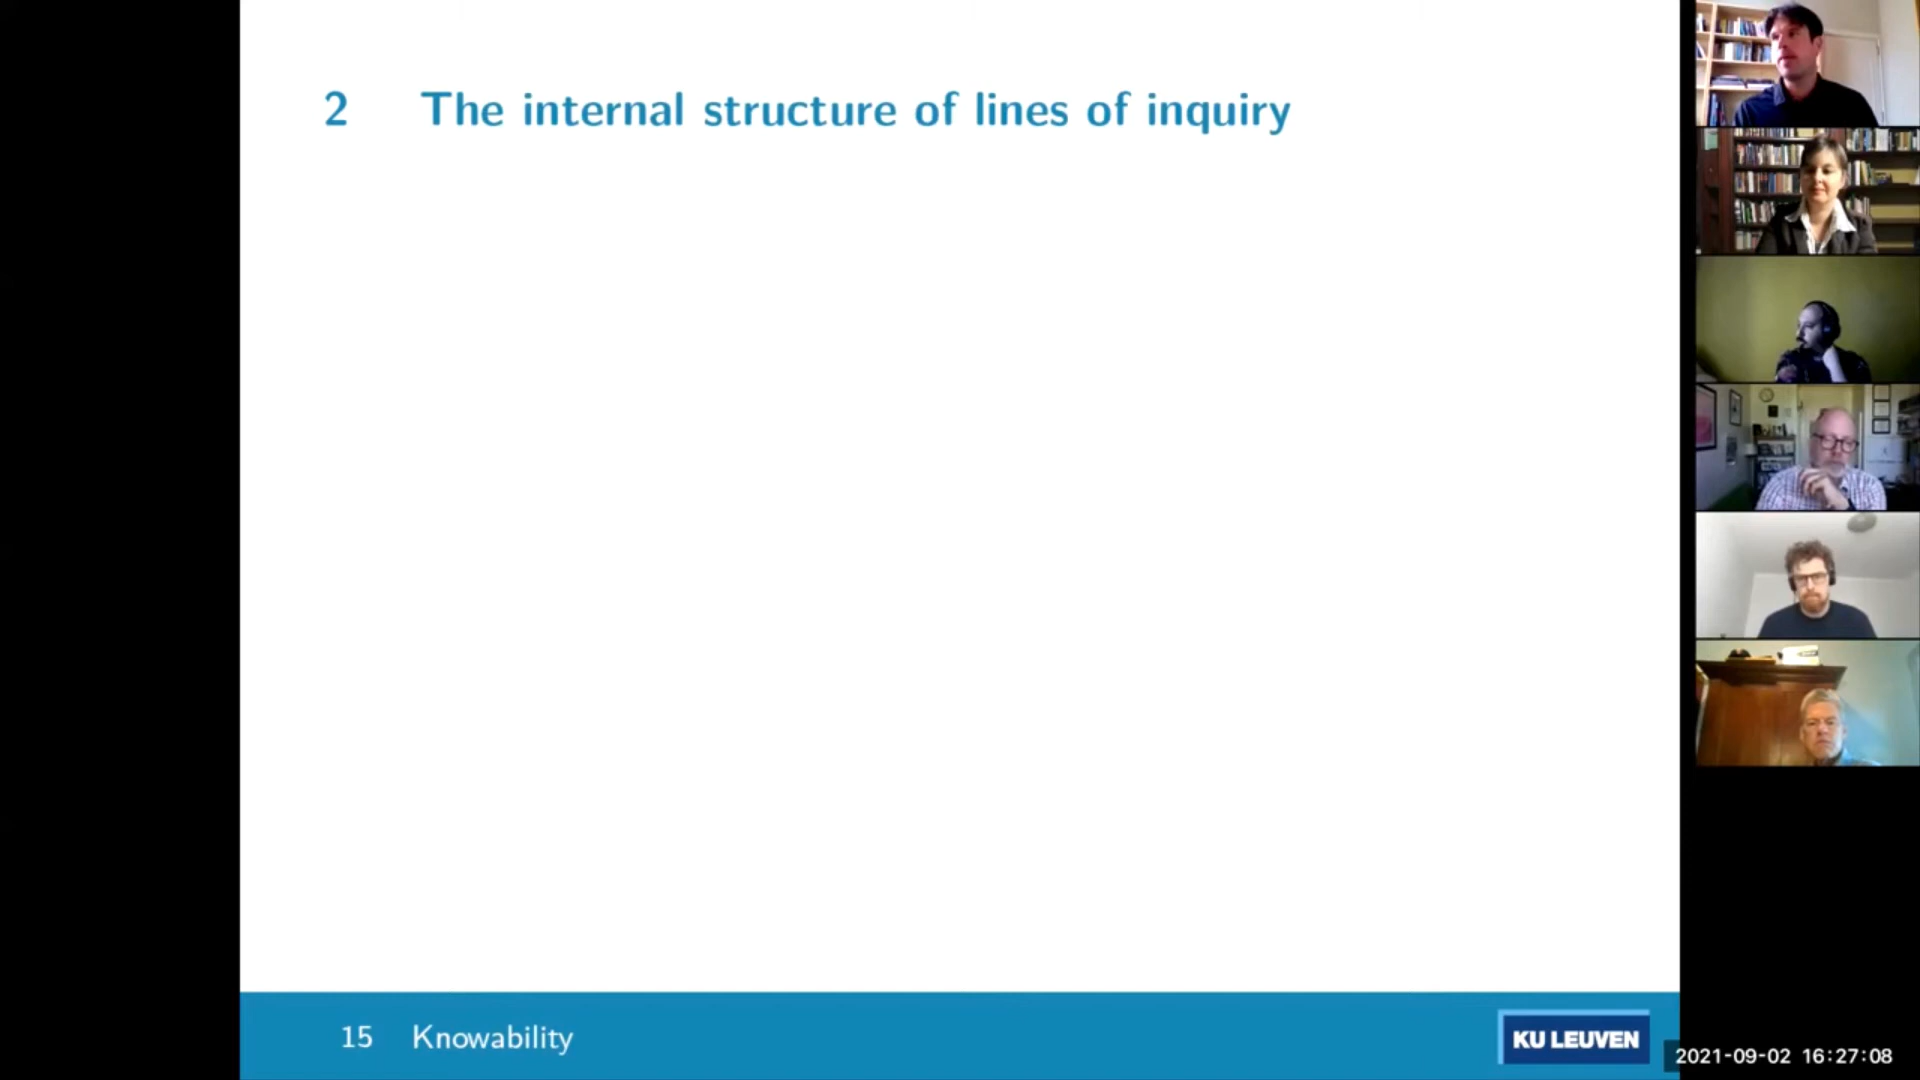 2 The internal structure of lines of inquiry
15 Knowability
KU LEUVEN
2021-09-02 16:27:08